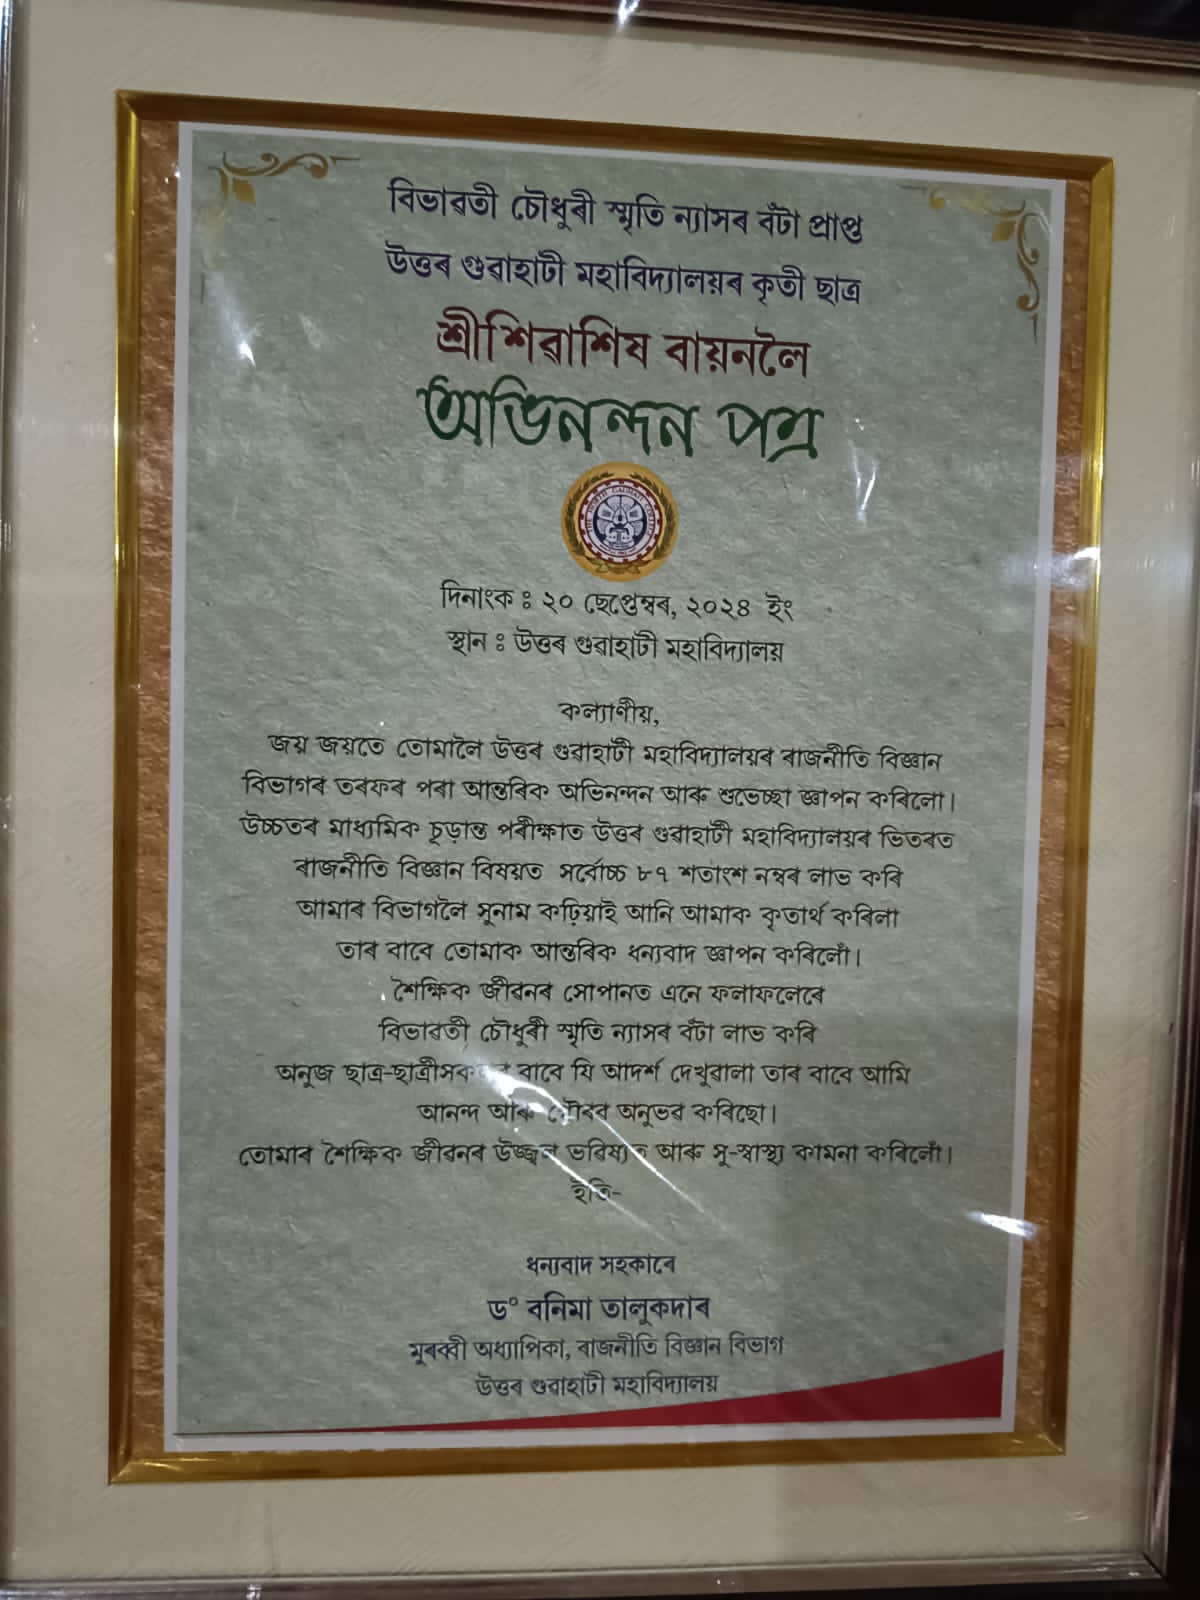 বিভাৱতী চৌধুৰী স্মৃতি ন্যাসৰ বঁটা প্ৰাপ্ত
উত্তৰ গুৱাহাটী মহাবিদ্যালয়ৰ কৃতী ছাত্ৰ
শ্ৰীশিৱাশিষ বায়নলৈ
অভিনন্দন পত্ৰ
দিনাংক ঃ ২০ ছেপ্তেম্বৰ, ২০২৪ ইং
স্থান ঃ উত্তৰ গুৱাহাটী মহাবিদ্যালয়
কল্যাণীয়,
জয় জয়তে তোমালৈ উত্তৰ গুৱাহাটী মহাবিদ্যালয়ৰ ৰাজনীতি বিজ্ঞান
বিভাগৰ তৰফৰ পৰা আন্তৰিক অভিনন্দন আৰু শুভেচ্ছা জ্ঞাপন কৰিলো।
উচ্চতৰ মাধ্যমিক চূড়ান্ত পৰীক্ষাত উত্তৰ গুৱাহাটী মহাবিদ্যালয়ৰ ভিতৰত
ৰাজনীতি বিজ্ঞান বিষয়ত সৰ্বোচ্চ ৮৭ শতাংশ নম্বৰ লাভ কৰি
আমাৰ বিভাগলৈ সুনাম কঢ়িয়াই আনি আমাক কৃতাৰ্থ কৰিলা
তাৰ বাবে তোমাক আন্তৰিক ধন্যবাদ জ্ঞাপন কৰিলোঁ।
শৈক্ষিক জীৱনৰ সোপানত এনে ফলাফলেৰে
বিভাৱতী চৌধুৰী স্মৃতি ন্যাসৰ বঁটা লাভ কৰি
অনুজ ছাত্ৰ-ছাত্ৰীসকলৰ বাবে যি আদৰ্শ দেখুৱালা তাৰ বাবে আমি
আনন্দ আৰু গৌৰৱ অনুভৱ কৰিছো।
তোমাৰ শৈক্ষিক জীৱনৰ উজ্জ্বল ভৱিষ্যত আৰু সু-স্বাস্থ্য কামনা কৰিলোঁ।
ইতি-
ধন্যবাদ সহকাৰে
ড° বনিমা তালুকদাৰ
মুৰব্বী অধ্যাপিকা, ৰাজনীতি বিজ্ঞান বিভাগ
উত্তৰ গুৱাহাটী মহাবিদ্যালয়